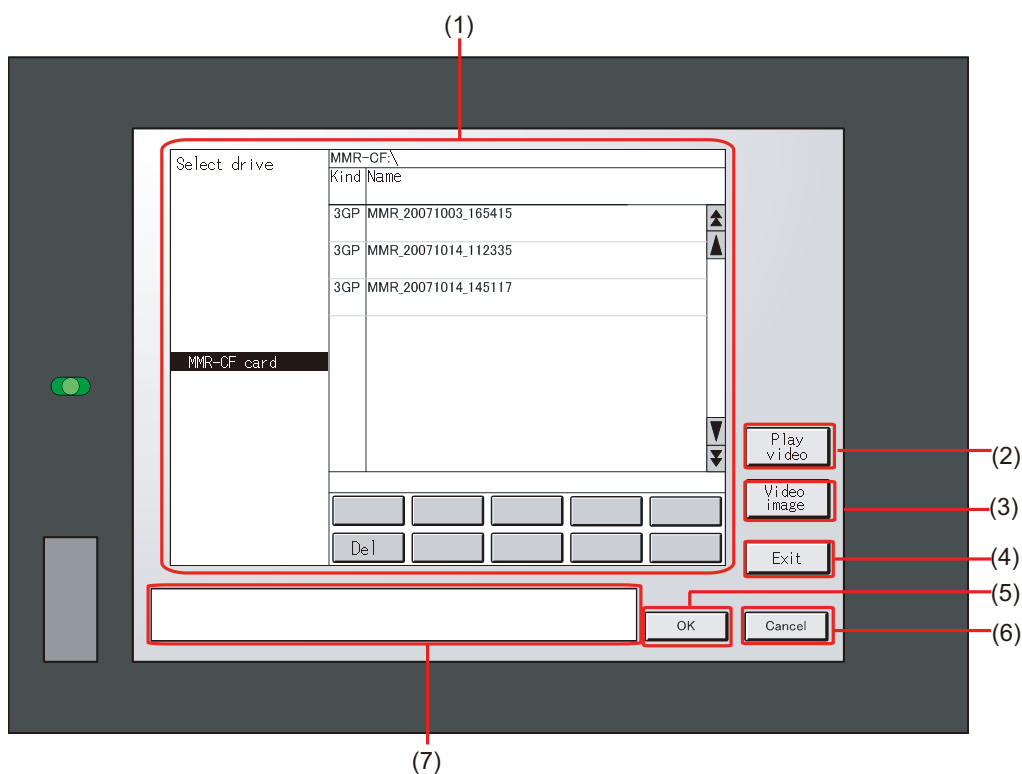 (1)
Select drive
MMR-CF:\
Kind Name
3GP MMR_20071003_165415
3GP MMR_20071014_112335
3GP MMR_20071014_145117
MMR-CF card
Play
video
(2)
Video
image
(3)
Del
Exit
(4)
(5)
OK
Cancel
(6)
(7)